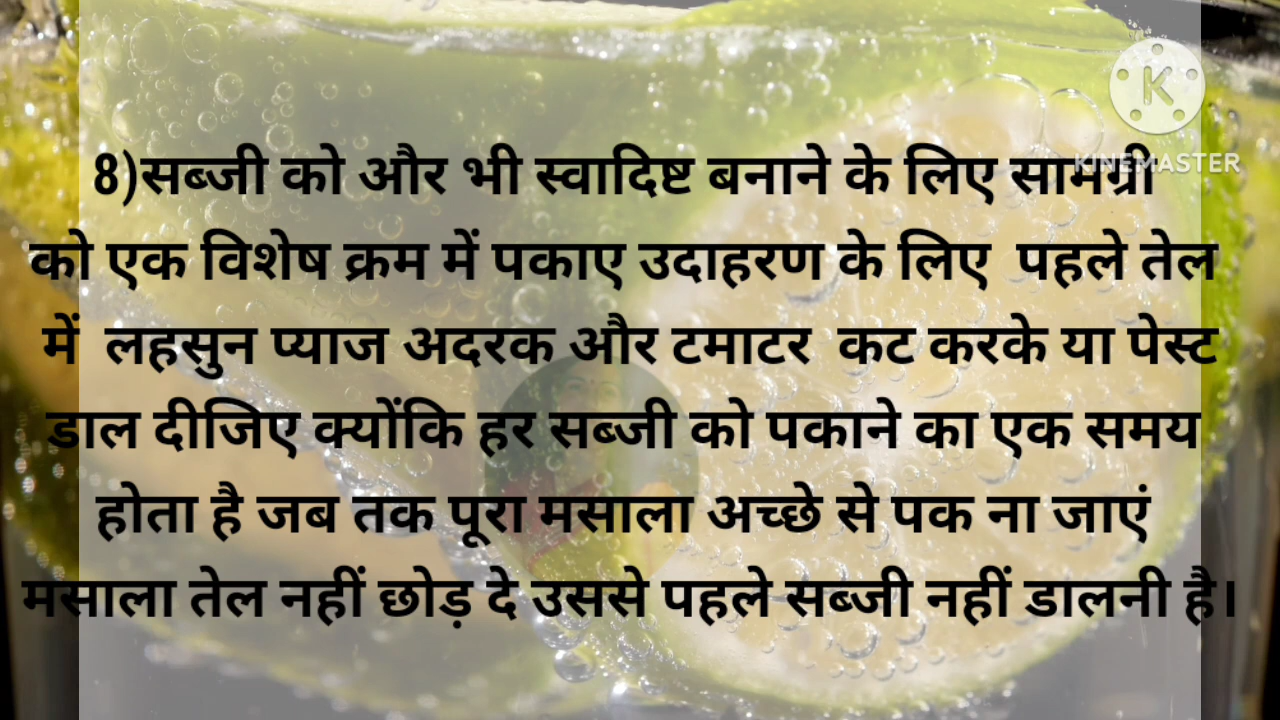 KINEMASTER
8)सब्जी को और भी स्वादिष्ट बनाने के लिए सामग्री
को एक विशेष क्रम में पकाए उदाहरण के लिए पहले तेल
में लहसुन प्याज अदरक और टमाटर कट करके या पेस्ट
डाल दीजिए क्योंकि हर सब्जी को पकाने का एक समय
होता है जब तक पूरा मसाला अच्छे से पक ना जाएं
मसाला तेल नहीं छोड़ दे उससे पहले सब्जी नहीं डालनी है।